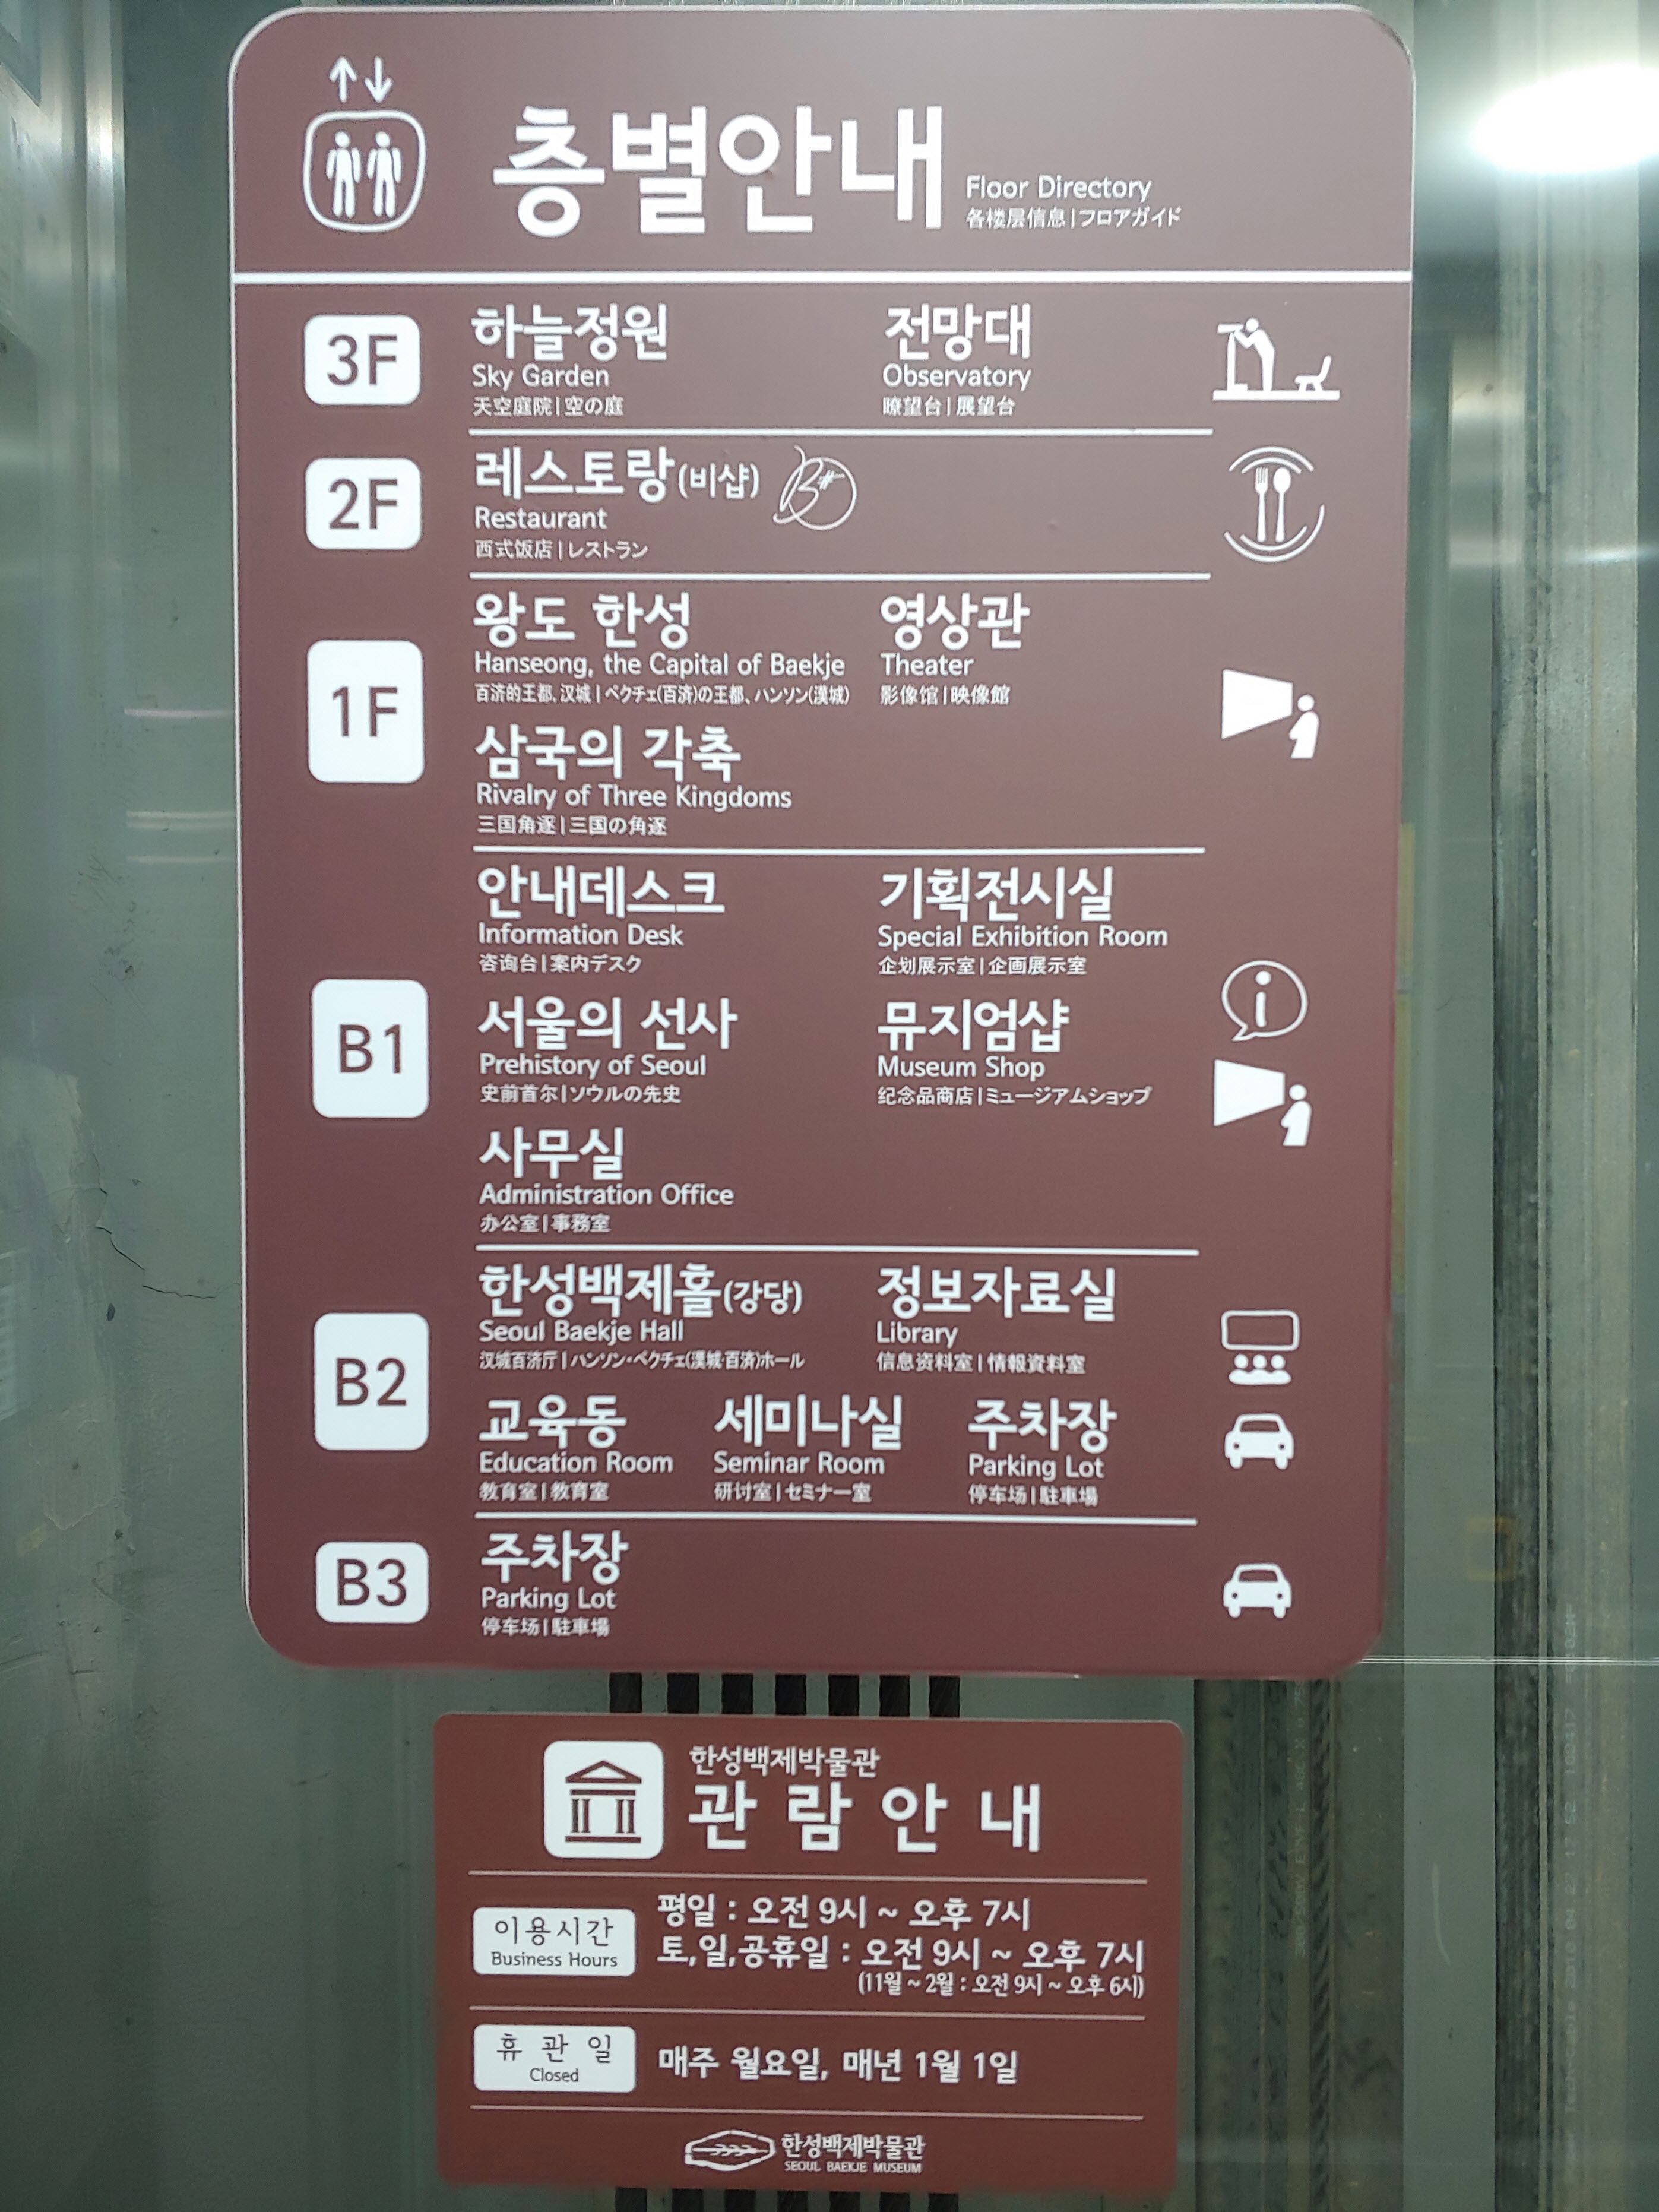 층별안내
Floor Directory
各楼层信息 | フロアガイド
3F
하늘정원
Sky Garden
天空庭院 | 空の庭
전망대
Observatory
瞭望台 | 展望台
2F
레스토랑(비샵) B#
Restaurant
西式饭店 | レストラン
1F
왕도 한성
Hanseong, the Capital of Baekje
百济的王都、汉城 | ペクチェ(百済)の王都、ハンソン(漢城)
영상관
Theater
影像馆 | 映像館
삼국의 각축
Rivalry of Three Kingdoms
三国角逐 | 三国の角逐
B1
안내데스크
Information Desk
咨询台 | 案内デスク
기획전시실
Special Exhibition Room
企划展示室 | 企画展示室
서울의 선사
Prehistory of Seoul
史前首尔 | ソウルの先史
뮤지엄샵
Museum Shop
纪念品商店 | ミュージアムショップ
사무실
Administration Office
办公室 | 事務室
B2
한성백제홀(강당)
Seoul Baekje Hall
汉城百济厅 | ハンソン・ペクチェ(漢城·百済)ホール
정보자료실
Library
信息资料室 | 情報資料室
교육동
Education Room
教育室 | 教育室
세미나실
Seminar Room
研讨室 | セミナー室
주차장
Parking Lot
停车场 | 駐車場
B3
주차장
Parking Lot
停车场 | 駐車場
한성백제박물관
관람안내
이용시간
Business Hours
평일 : 오전 9시 ~ 오후 7시
토,일,공휴일 : 오전 9시 ~ 오후 7시
(11월 ~ 2월 : 오전 9시 ~ 오후 6시)
휴관일
Closed
매주 월요일, 매년 1월 1일
한성백제박물관
SEOUL BAEKJE MUSEUM